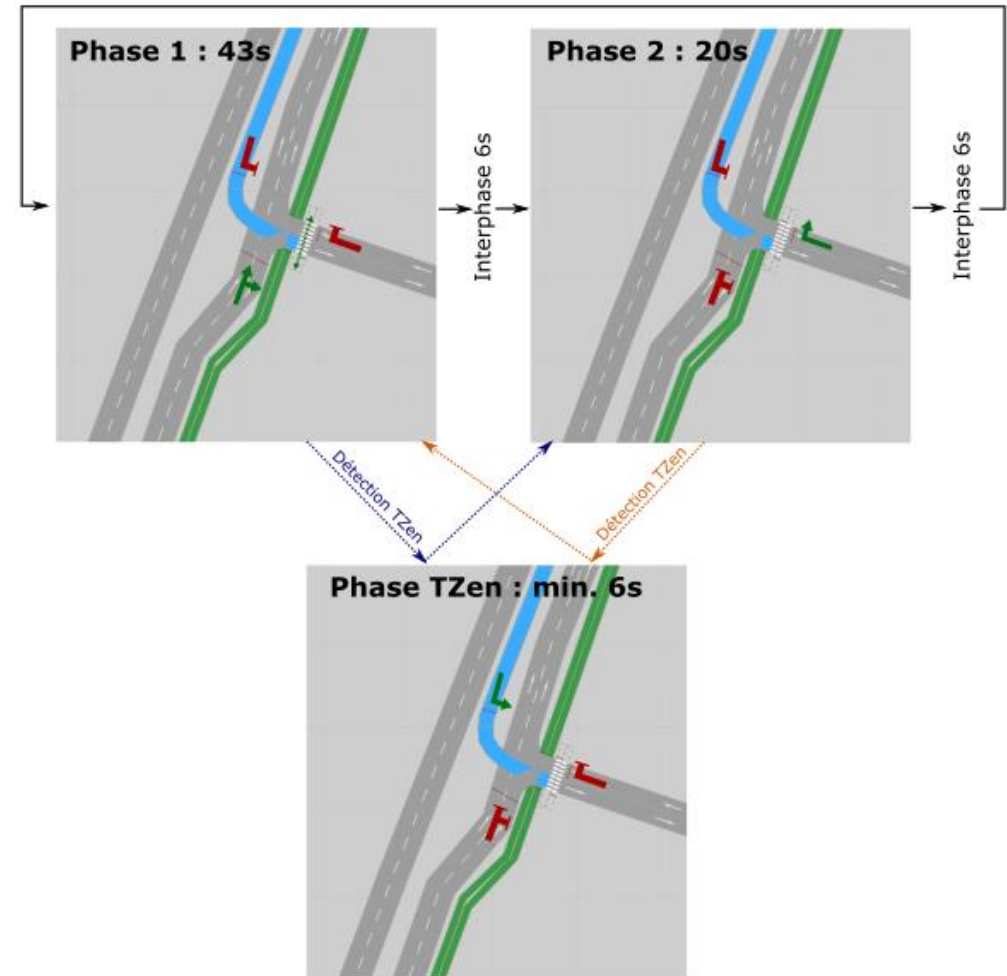 Phase 1 : 43s
Interphase 6s
Phase 2 : 20s
Interphase 6s
Détection TZen
Détection TZen
Phase TZen : min. 6s